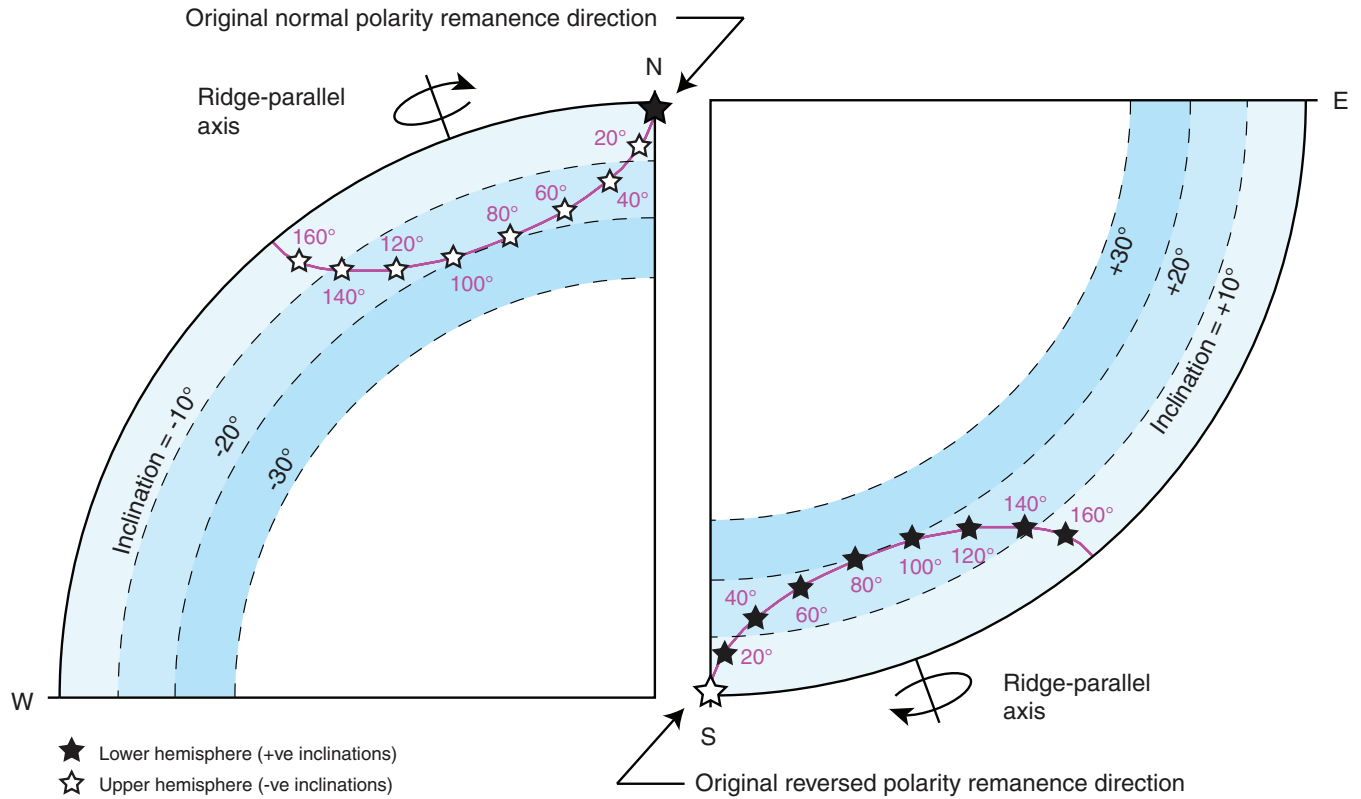 Original normal polarity remanence direction
Ridge-parallel
axis
N
20°
40°
60°
80°
100°
120°
140°
160°
Inclination = -10°
-20°
-30°
W
E
+30°
+20°
Inclination = +10°
20°
40°
60°
80°
100°
120°
140°
160°
S
Ridge-parallel
axis
Original reversed polarity remanence direction
Lower hemisphere (+ve inclinations)
Upper hemisphere (-ve inclinations)